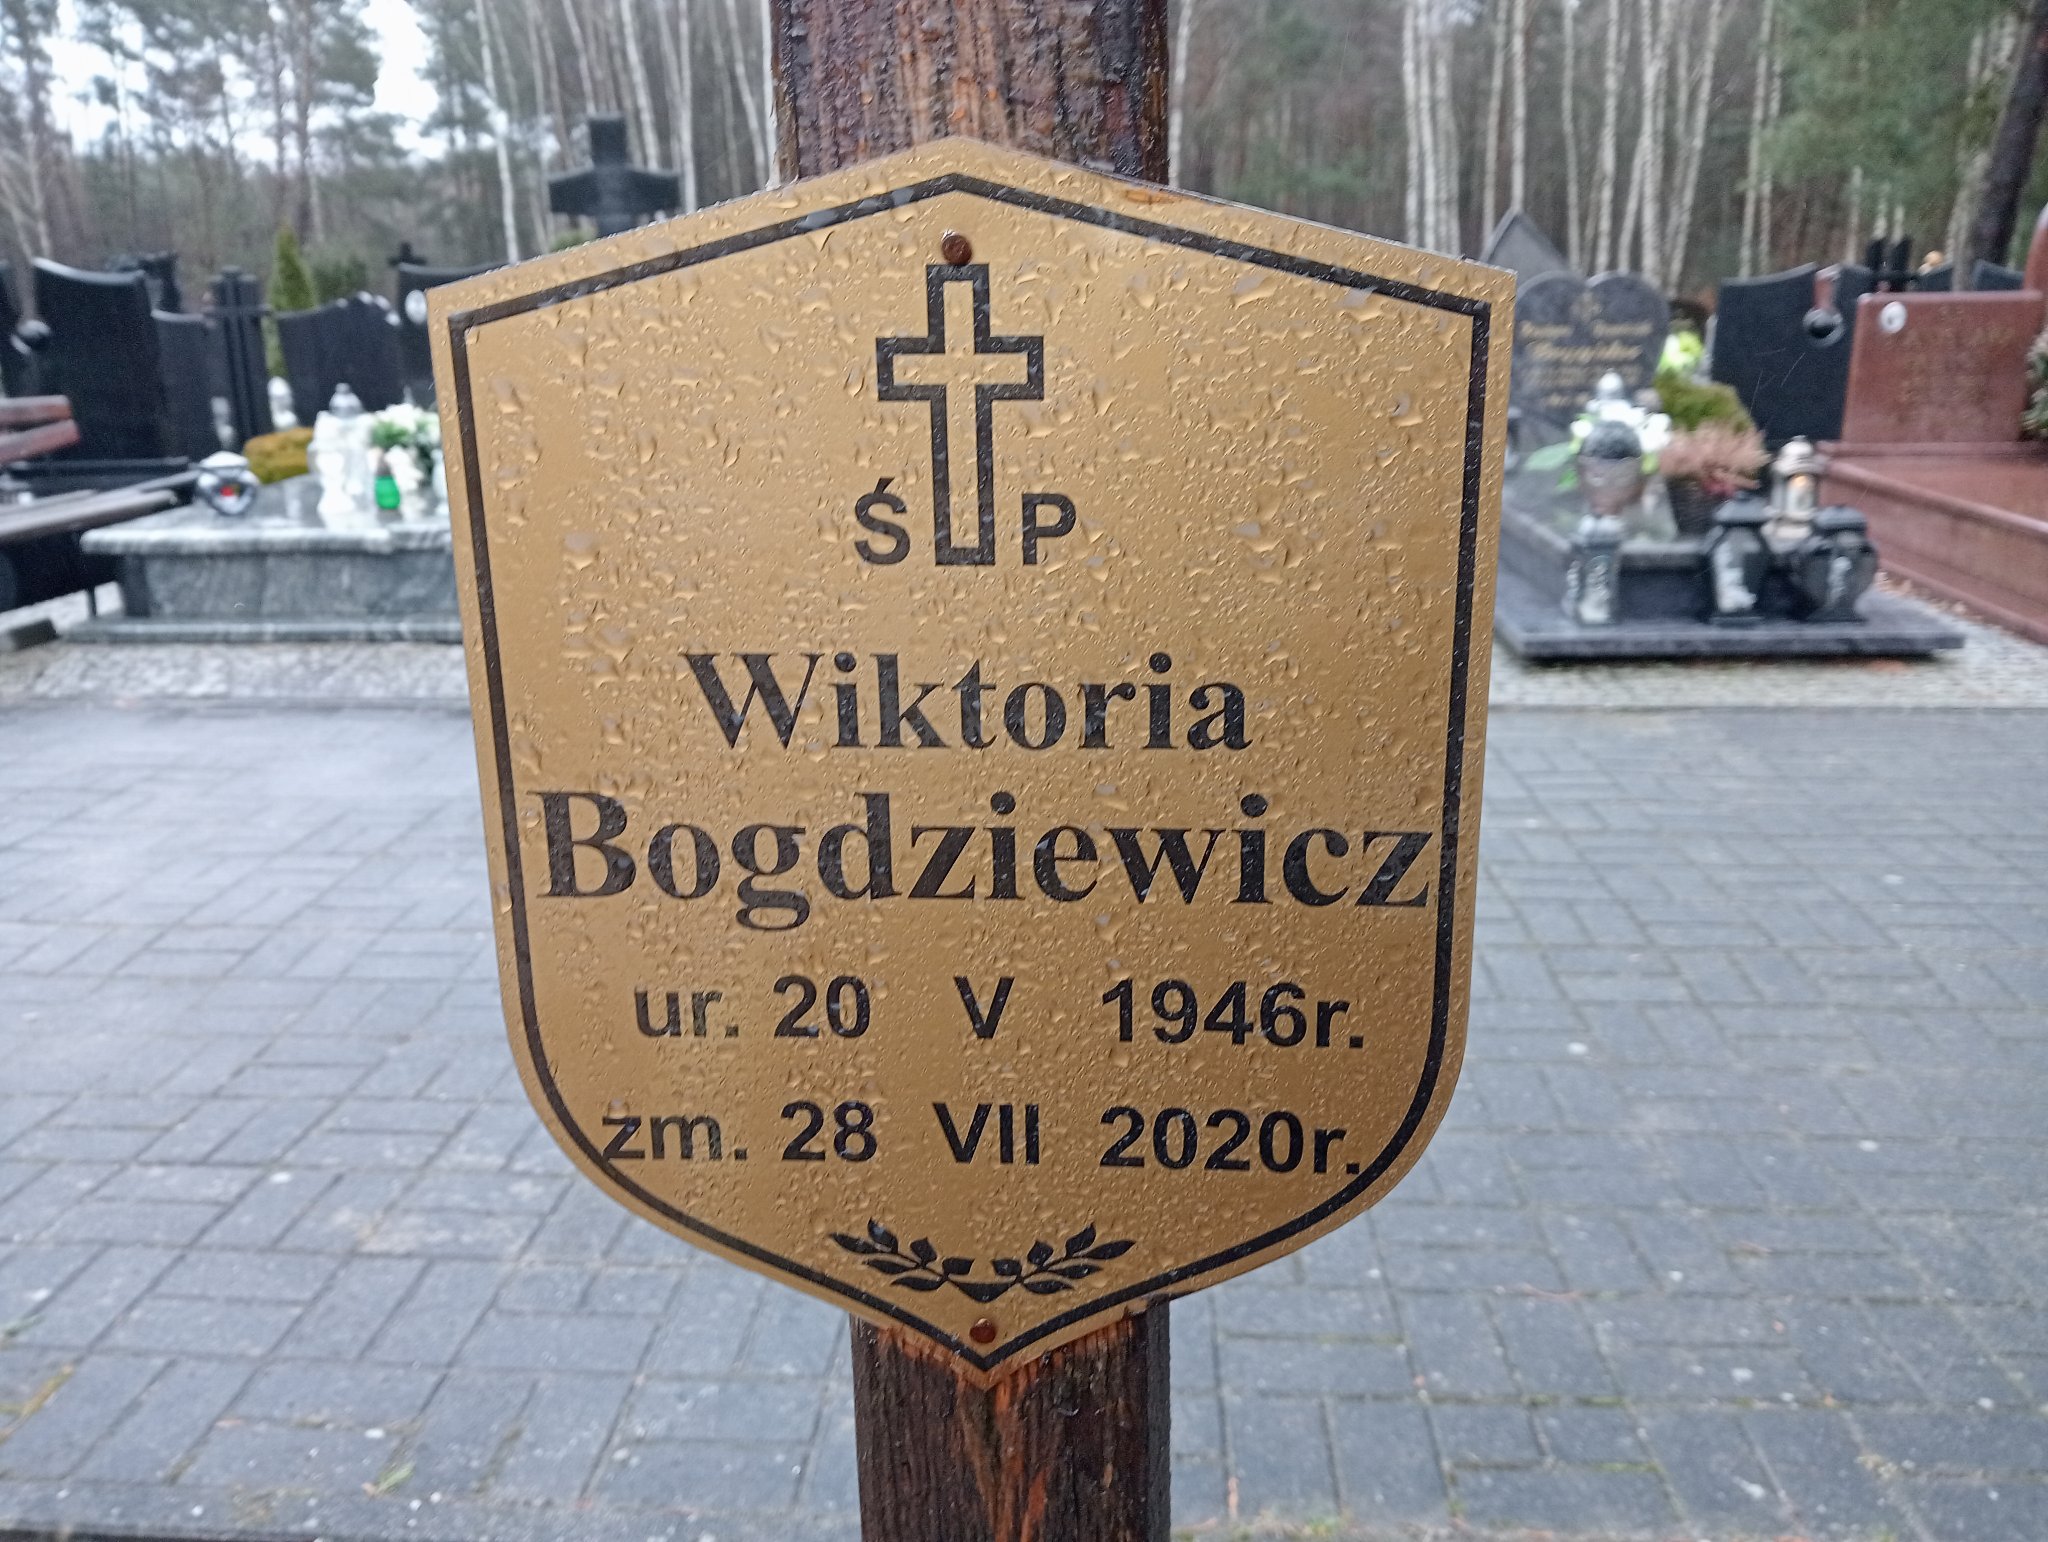 Ś P
Wiktoria
Bogdziewicz
ur. 20 V 1946r.
zm. 28 VII 2020r.